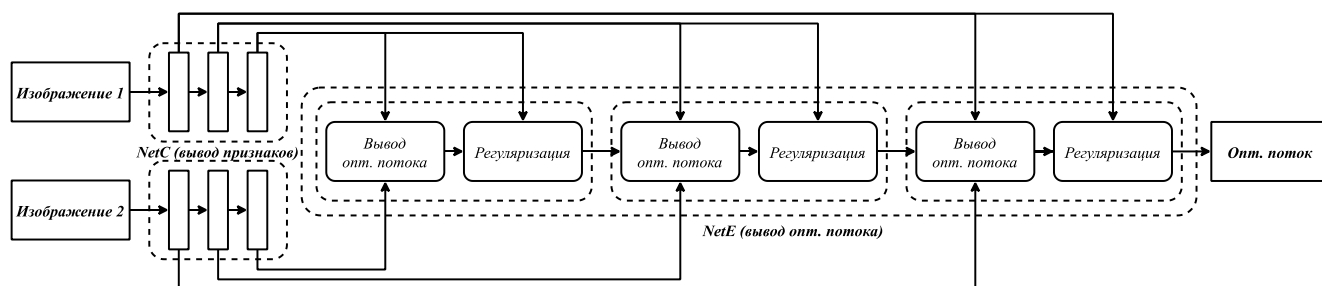 Изображение 1
NetC (вывод признаков)
Изображение 2
Вывод
опт. потока
Регуляризация
Вывод
опт. потока
Регуляризация
Вывод
опт. потока
Регуляризация
Опт. поток
NetE (вывод опт. потока)